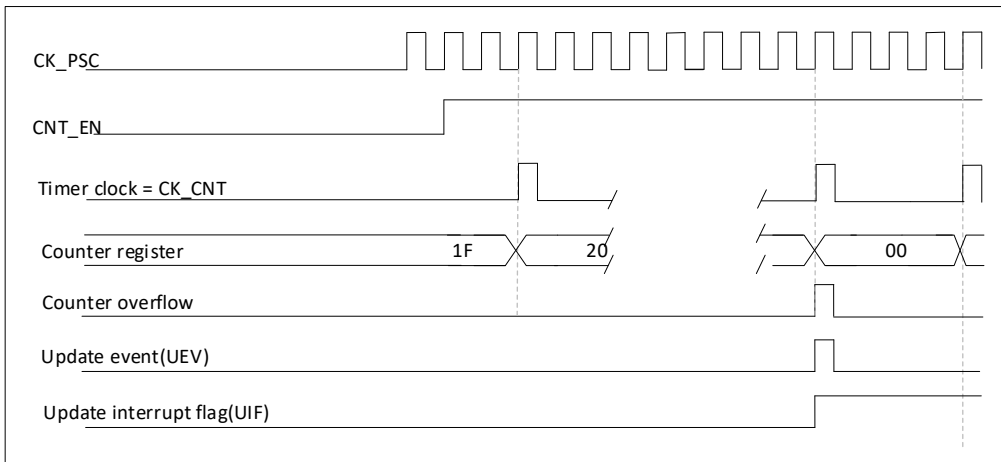 CK_PSC
CNT_EN
Timer clock = CK_CNT
Counter register
1F
20
00
Counter overflow
Update event(UEV)
Update interrupt flag(UIF)